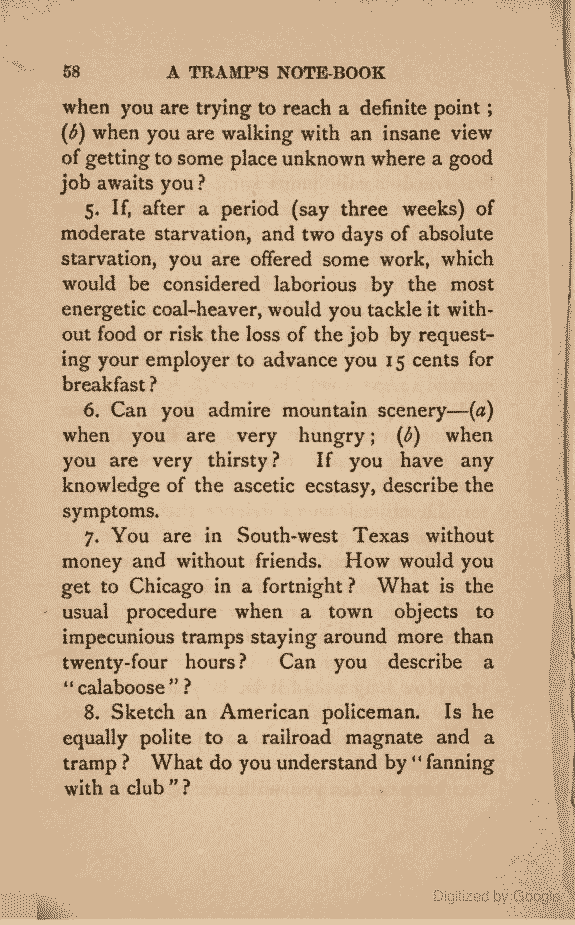 58 A TRAMP'S NOTE-BOOK
when you are trying to reach a definite point ;
(b) when you are walking with an insane view
of getting to some place unknown where a good
job awaits you ?
5. If, after a period (say three weeks) of
moderate starvation, and two days of absolute
starvation, you are offered some work, which
would be considered laborious by the most
energetic coal-heaver, would you tackle it with-
out food or risk the loss of the job by request-
ing your employer to advance you 15 cents for
breakfast ?
6. Can you admire mountain scenery—(a)
when you are very hungry ; (b) when
you are very thirsty ? If you have any
knowledge of the ascetic ecstasy, describe the
symptoms.
7. You are in South-west Texas without
money and without friends. How would you
get to Chicago in a fortnight ? What is the
usual procedure when a town objects to
impecunious tramps staying around more than
twenty-four hours ? Can you describe a
“calaboose” ?
8. Sketch an American policeman. Is he
equally polite to a railroad magnate and a
tramp ? What do you understand by “fanning
with a club” ?
Digitized by Google